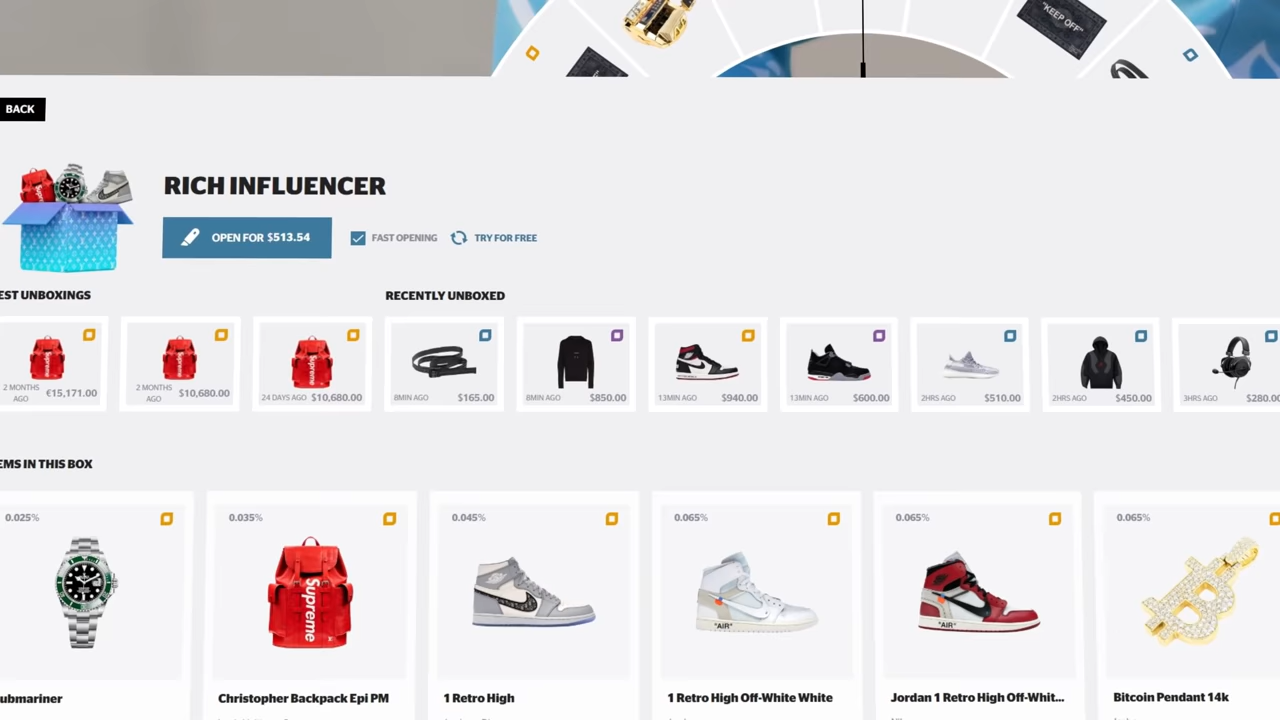 "KEEP OFF"
BACK
RICH INFLUENCER
OPEN FOR $513.54
FAST OPENING
TRY FOR FREE
EST UNBOXINGS
RECENTLY UNBOXED
2 MONTHS AGO €15,171.00
2 MONTHS AGO $10,680.00
24 DAYS AGO $10,680.00
8MIN AGO $165.00
8MIN AGO $850.00
13MIN AGO $940.00
13MIN AGO $600.00
2HRS AGO $510.00
2HRS AGO $450.00
3HRS AGO $280.00
Supreme
EMS IN THIS BOX
0.025%
0.035%
0.045%
0.065%
0.065%
0.065%
Supreme
"AIR"
"AIR"
ubmariner
Christopher Backpack Epi PM
1 Retro High
1 Retro High Off-White White
Jordan 1 Retro High Off-Whit...
Bitcoin Pendant 14k